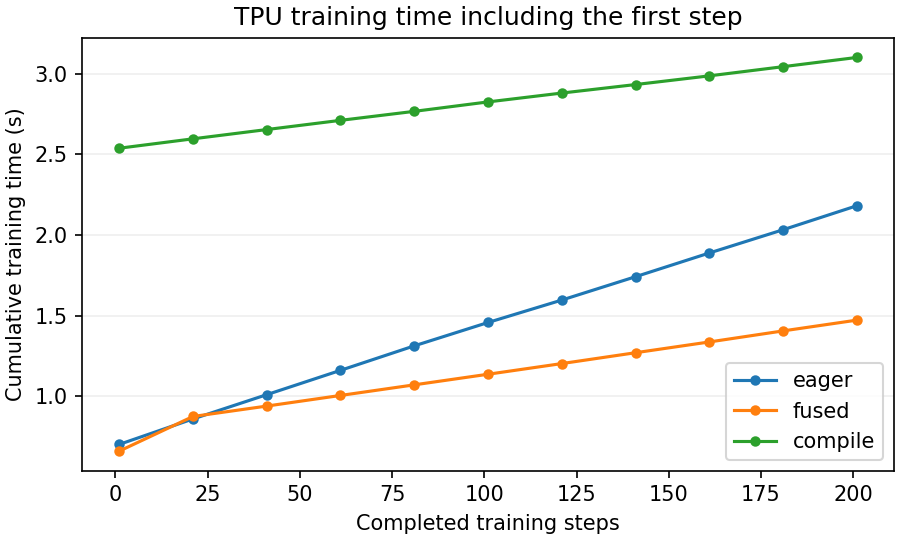 TPU training time including the first step
Cumulative training time (s)
3.0
2.5
2.0
1.5
1.0
eager
fused
compile
0
25
50
75
100
125
150
175
200
Completed training steps